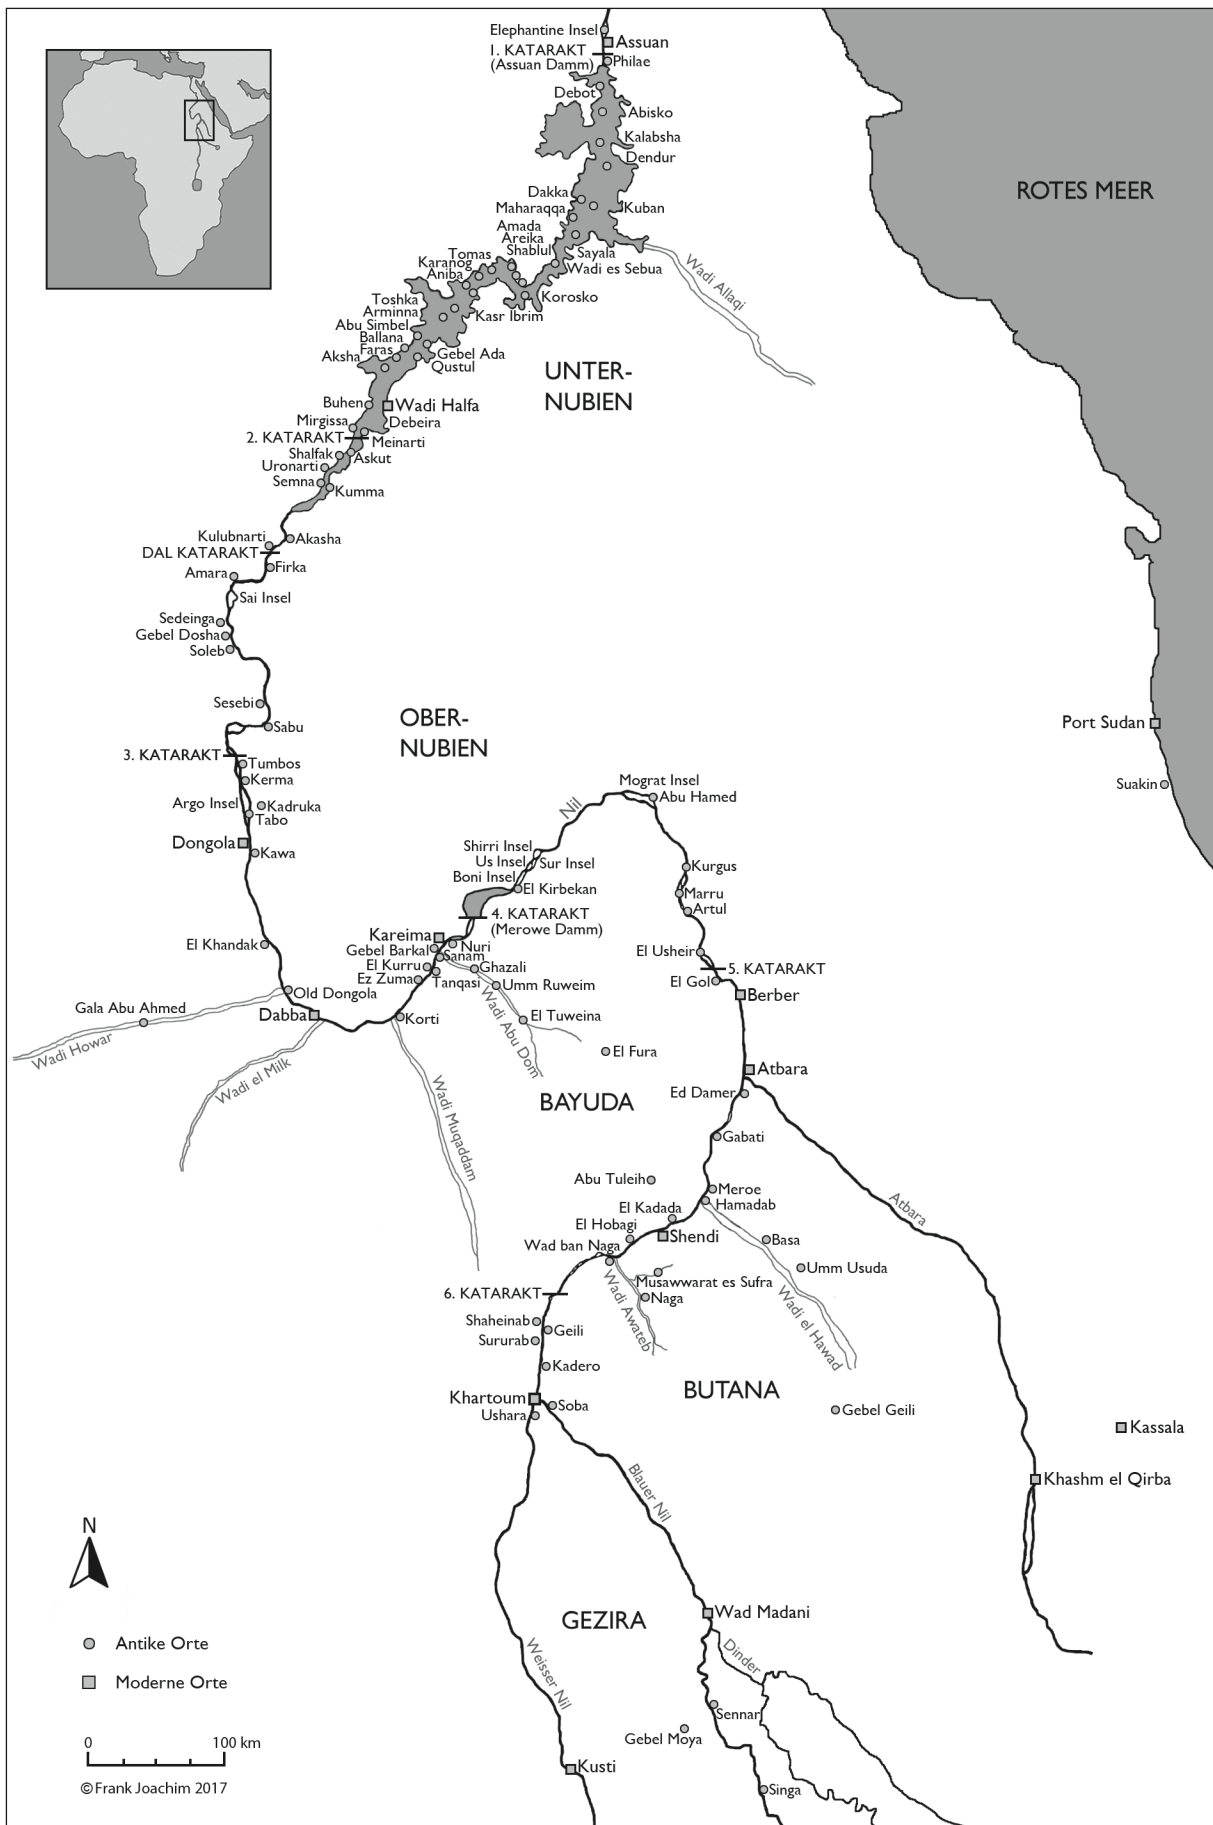 Elephantine Insel
Assuan
1. KATARAKT
(Assuan Damm)
Philae
Debot
Abisko
Kalabsha
Dendur
ROTES MEER
Dakka
Maharaqqa
Kuban
Amada
Areika
Shablul
Sayala
Tomas
Karanog
Aniba
Wadi es Sebua
Wadi Allaqi
Korosko
Toshka
Arminna
Kasr Ibrim
Abu Simbel
Ballana
Faras
Aksha
Gebel Ada
Qustul
UNTER-
NUBIEN
Buhen
Wadi Halfa
Mirgissa
Debeira
2. KATARAKT
Meinarti
Shalfak
Askut
Uronarti
Semna
Kumma
Kulubnarti
Akasha
DAL KATARAKT
Firka
Amara
Sai Insel
Sedeinga
Gebel Dosha
Soleb
Sesebi
Sabu
OBER-
NUBIEN
Port Sudan
3. KATARAKT
Tumbos
Kerma
Suakin
Argo Insel
Kadruka
Tabo
Mograt Insel
Abu Hamed
Nil
Dongola
Kawa
Shirri Insel
Us Insel
Sur Insel
Boni Insel
El Kirbekan
Kurgus
Marru
Artul
4. KATARAKT
(Merowe Damm)
Kareima
Nuri
Gebel Barkal
Sanam
El Kurru
Ghazali
Ez Zuma
Tanqasi
Umm Ruweim
El Khandak
El Usheir
5. KATARAKT
El Gol
Berber
Old Dongola
Gala Abu Ahmed
Dabba
Korti
El Tuweina
Wadi Howar
Wadi el Milk
Wadi Muqaddam
Wadi Abu Dom
El Fura
BAYUDA
Atbara
Ed Damer
Gabati
Abu Tuleih
Meroe
Hamadab
Atbara
El Kadada
El Hobagi
Shendi
Wad ban Naga
Basa
Umm Usuda
Musawwarat es Sufra
Naga
Wadi Awateb
Wadi el Hawad
6. KATARAKT
Shaheinab
Geili
Sururab
Kadero
BUTANA
Khartoum
Soba
Ushara
Gebel Geili
Kassala
Khashm el Qirba
Blauer Nil
Weisser Nil
GEZIRA
Wad Madani
Dinder
Sennar
Gebel Moya
Kusti
Singa
N
Antike Orte
Moderne Orte
0 100 km
©Frank Joachim 2017